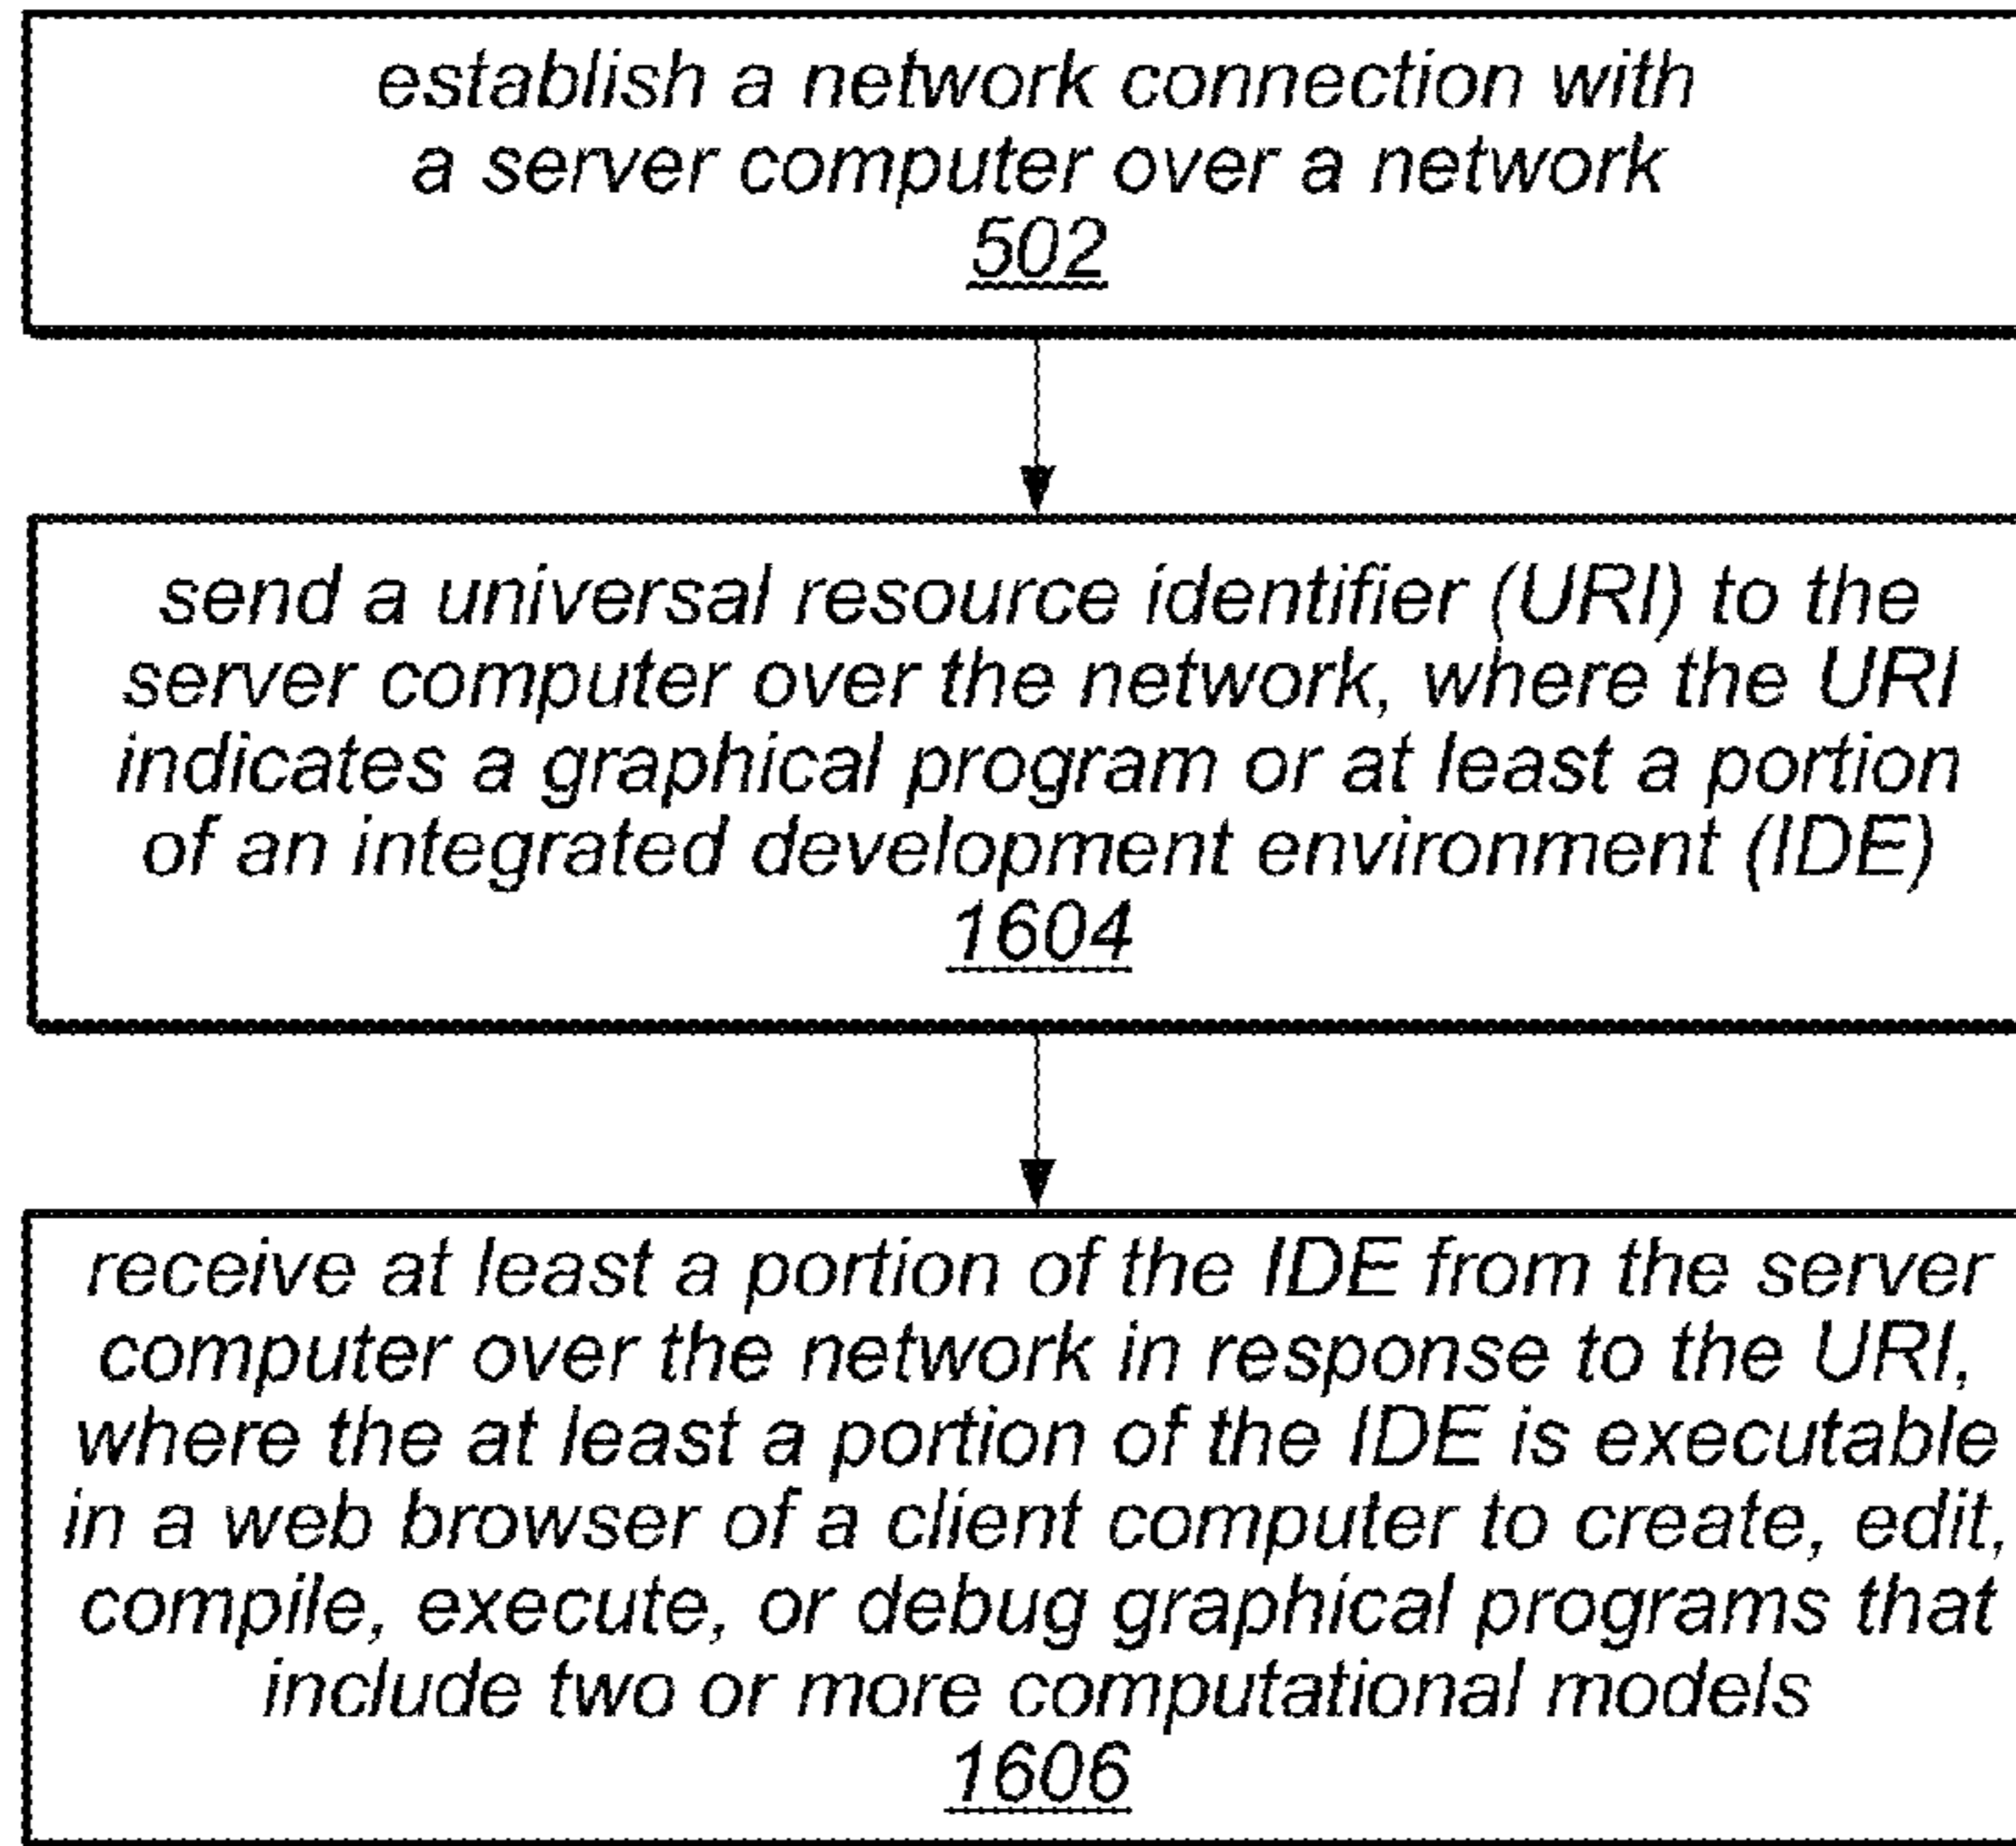 establish a network connection with
a server computer over a network
502
send a universal resource identifier (URI) to the
server computer over the network, where the URI
indicates a graphical program or at least a portion
of an integrated development environment (IDE)
1604
receive at least a portion of the IDE from the server
computer over the network in response to the URI,
where the at least a portion of the IDE is executable
in a web browser of a client computer to create, edit,
compile, execute, or debug graphical programs that
include two or more computational models
1606